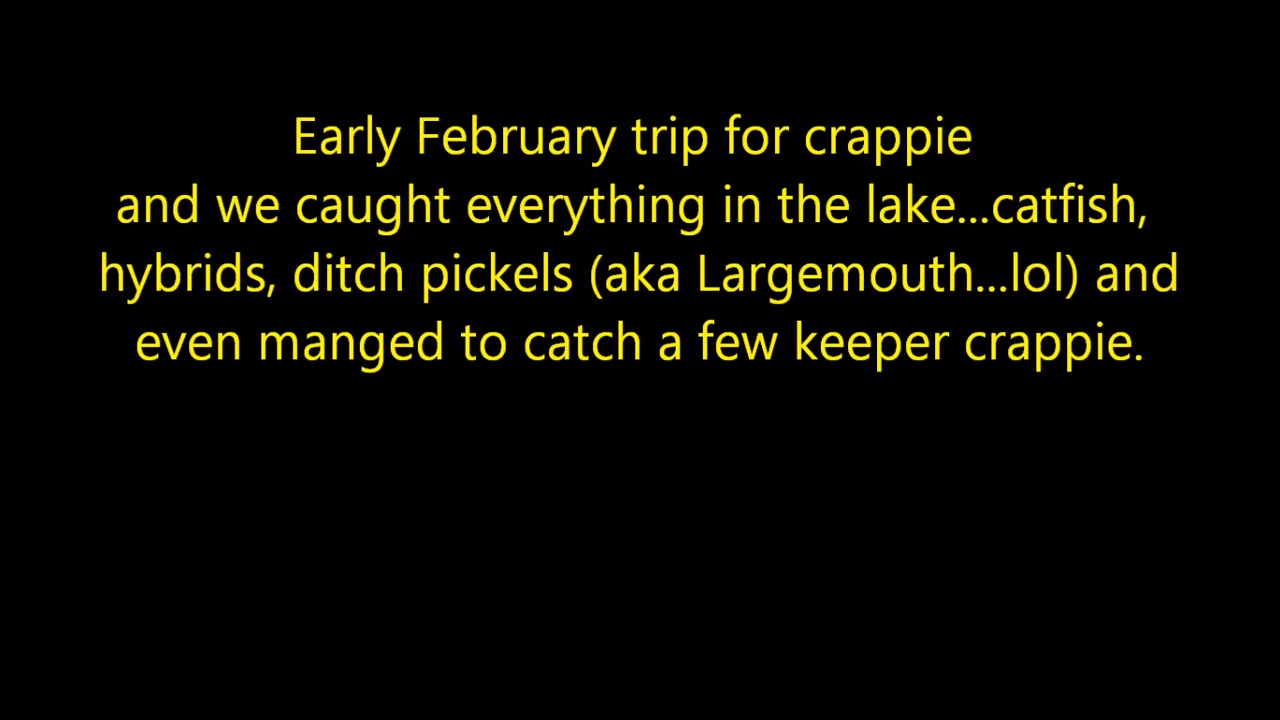 Early February trip for crappie
and we caught everything in the lake...catfish,
hybrids, ditch pickels (aka Largemouth...lol) and
even manged to catch a few keeper crappie.